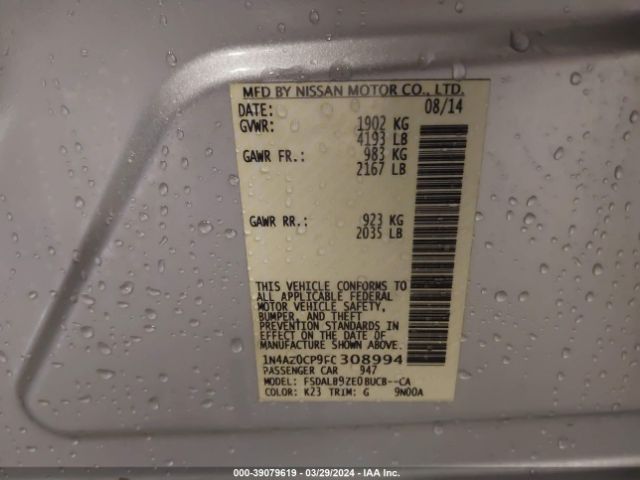 MFD BY NISSAN MOTOR CO., LTD.
DATE: 08/14
GVWR: 1902 KG
4193 LB
GAWR FR.: 983 KG
2167 LB
GAWR RR.: 923 KG
2035 LB
THIS VEHICLE CONFORMS TO
ALL APPLICABLE FEDERAL
MOTOR VEHICLE SAFETY,
BUMPER, AND THEFT
PREVENTION STANDARDS IN
EFFECT ON THE DATE OF
MANUFACTURE SHOWN ABOVE.
1N4AZ0CP9FC308994
PASSENGER CAR 947
MODEL: FSDALB9ZE0BUCB--CA
COLOR: K23 TRIM: G 9N00A
000-39079619 - 03/29/2024 - IAA Inc.